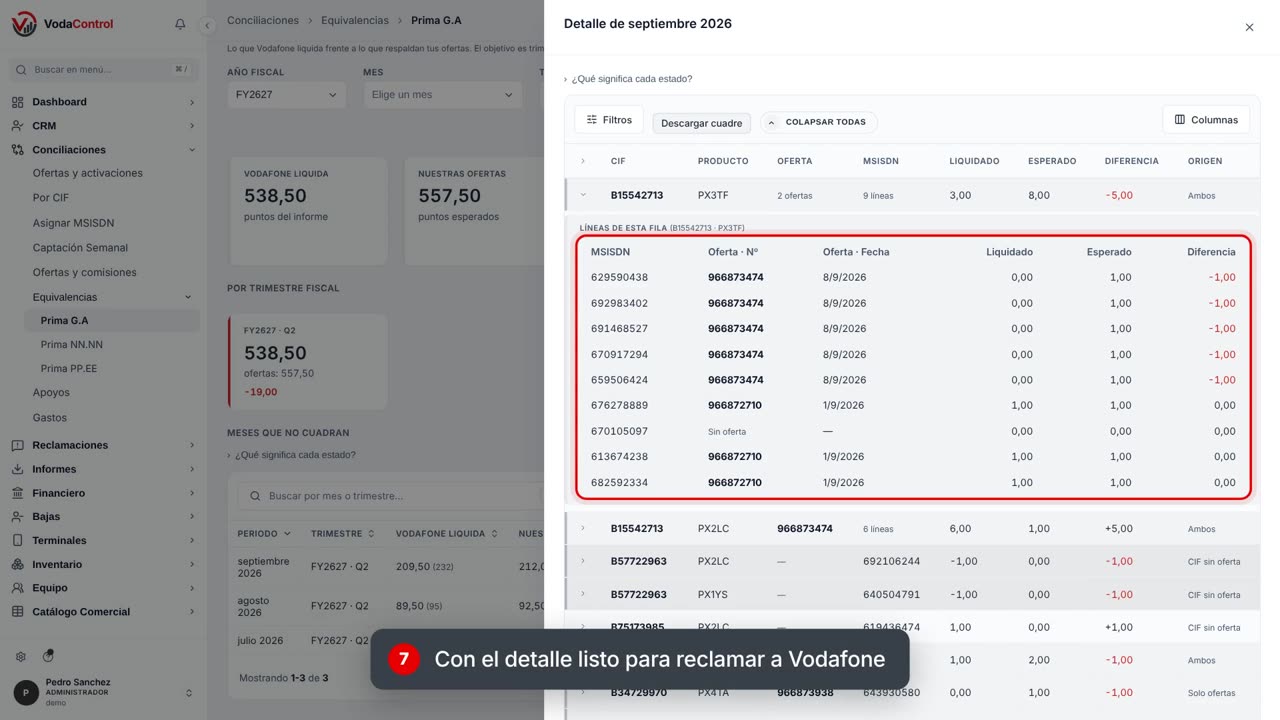 VodaControl
Buscar en menú...
⌘ /
Dashboard
CRM
Conciliaciones
Ofertas y activaciones
Por CIF
Asignar MSISDN
Captación Semanal
Ofertas y comisiones
Equivalencias
Prima G.A
Prima NN.NN
Prima PP.EE
Apoyos
Gastos
Reclamaciones
Informes
Financiero
Bajas
Terminales
Inventario
Equipo
Catálogo Comercial
P
Pedro Sanchez
ADMINISTRADOR
demo
Conciliaciones > Equivalencias > Prima G.A
Lo que Vodafone liquida frente a lo que respaldan tus ofertas. El objetivo es trim
AÑO FISCAL MES
FY2627 Elige un mes
VODAFONE LIQUIDA NUESTRAS OFERTAS
538,50 557,50
puntos del informe puntos esperados
POR TRIMESTRE FISCAL
FY2627 · Q2
538,50
ofertas: 557,50
-19,00
MESES QUE NO CUADRAN
› ¿Qué significa cada estado?
Buscar por mes o trimestre...
PERIODO TRIMESTRE VODAFONE LIQUIDA NUES
septiembre 2026 FY2627 · Q2 209,50 (232) 212,0
agosto 2026 FY2627 · Q2 89,50 (95) 92,50
julio 2026 FY2627 · Q2
Mostrando 1-3 de 3
Detalle de septiembre 2026
› ¿Qué significa cada estado?
Filtros Descargar cuadre COLAPSAR TODAS Columnas
CIF PRODUCTO OFERTA MSISDN LIQUIDADO ESPERADO DIFERENCIA ORIGEN
B15542713 PX3TF 2 ofertas 9 líneas 3,00 8,00 -5,00 Ambos
LÍNEAS DE ESTA FILA (B15542713 · PX3TF)
MSISDN Oferta · Nº Oferta · Fecha Liquidado Esperado Diferencia
629590438 966873474 8/9/2026 0,00 1,00 -1,00
692983402 966873474 8/9/2026 0,00 1,00 -1,00
691468527 966873474 8/9/2026 0,00 1,00 -1,00
670917294 966873474 8/9/2026 0,00 1,00 -1,00
659506424 966873474 8/9/2026 0,00 1,00 -1,00
676278889 966872710 1/9/2026 1,00 1,00 0,00
670105097 Sin oferta — 0,00 0,00 0,00
613674238 966872710 1/9/2026 1,00 1,00 0,00
682592334 966872710 1/9/2026 1,00 1,00 0,00
B15542713 PX2LC 966873474 6 líneas 6,00 1,00 +5,00 Ambos
B57722963 PX2LC — 692106244 -1,00 0,00 -1,00 CIF sin oferta
B57722963 PX1YS — 640504791 -1,00 0,00 -1,00 CIF sin oferta
B75173985 PX2LC — 619436474 1,00 0,00 +1,00 CIF sin oferta
1,00 2,00 -1,00 Ambos
B34729970 PX4TA 966873938 643930580 0,00 1,00 -1,00 Solo ofertas
7 Con el detalle listo para reclamar a Vodafone